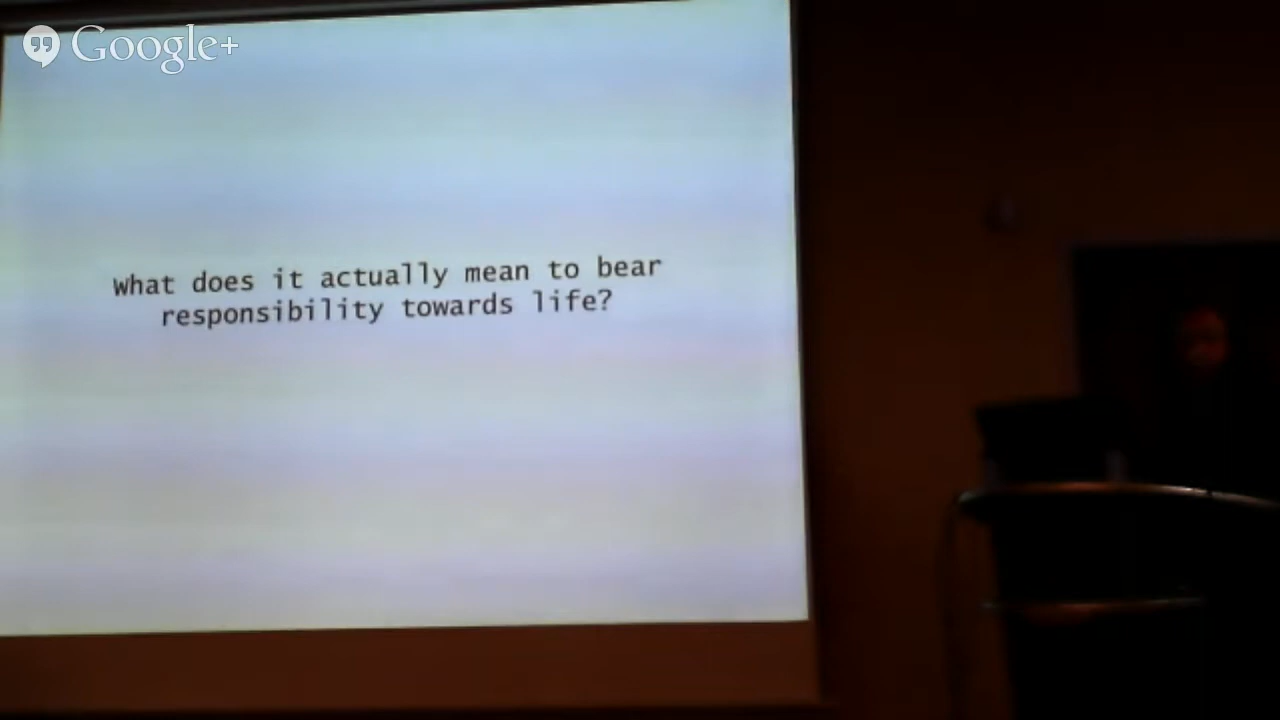 Google+
What does it actually mean to bear
responsibility towards life?